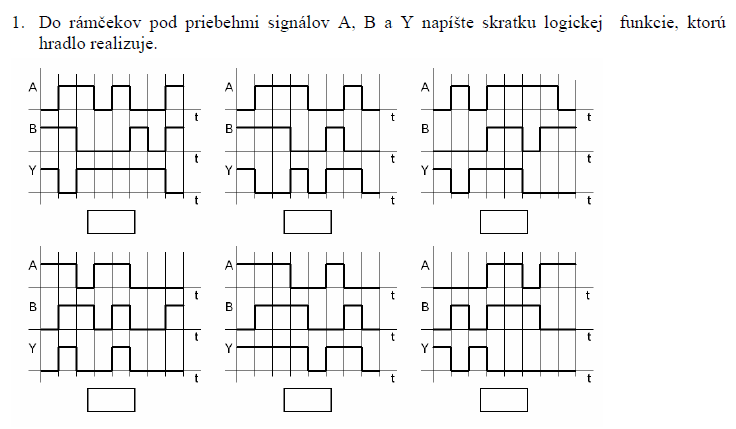 1. Do rámčekov pod priebehmi signálov A, B a Y napíšte skratku logickej funkcie, ktorú
hradlo realizuje.
A A A
t t t
B B B
t t t
Y Y Y
t t t
A A A
t t t
B B B
t t t
Y Y Y
t t t